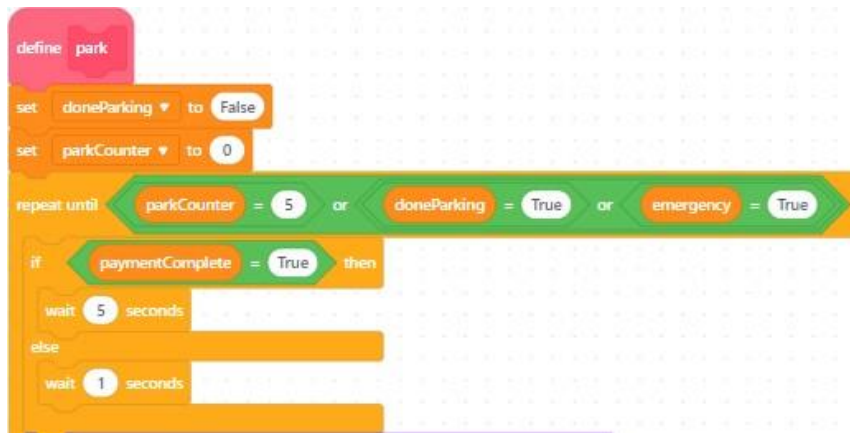 define park
set doneParking to False
set parkCounter to 0
repeat until parkCounter = 5 or doneParking = True or emergency = True
if paymentComplete = True then
wait 5 seconds
else
wait 1 seconds